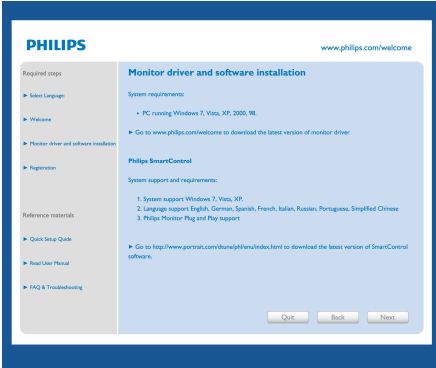 PHILIPS
www.philips.com/welcome
Required steps
► Select Language:
► Welcome
► Monitor driver and software installation
► Registration
Reference materials
► Quick Setup Guide
► Read User Manual
► FAQ & Troubleshooting
Monitor driver and software installation
System requirements:
• PC running Windows 7, Vista, XP, 2000, 98.
► Go to www.philips.com/welcome to download the latest version of monitor driver
Philips SmartControl
System support and requirements:
1. System support Windows 7, Vista, XP.
2. Language support English, German, Spanish, French, Italian, Russian, Portuguese, Simplified Chinese
3. Philips Monitor Plug and Play support
► Go to http://www.portrait.com/dtune/phl/enu/index.html to download the latest version of SmartControl
software.
Quit
Back
Next